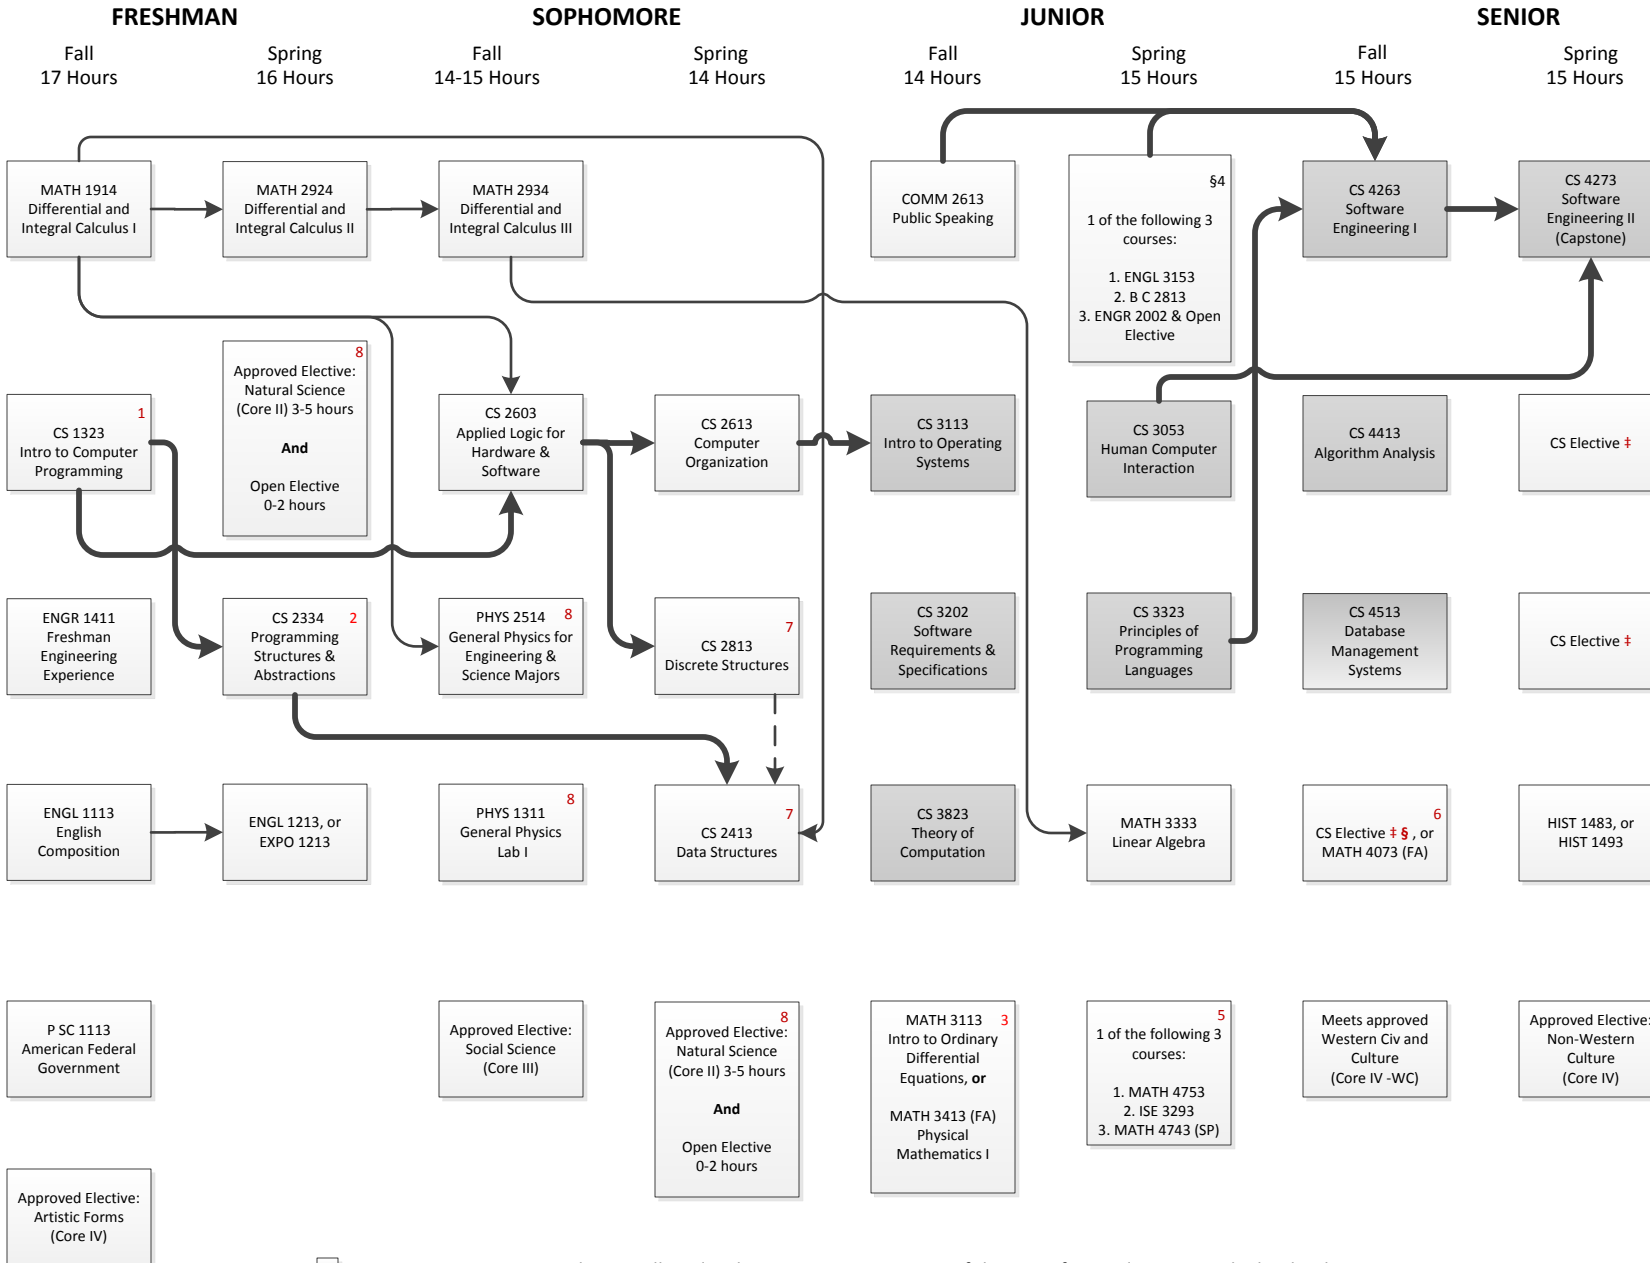 FRESHMAN
SOPHOMORE
JUNIOR
SENIOR
Fall
17 Hours
Spring
16 Hours
Fall
14-15 Hours
Spring
14 Hours
Fall
14 Hours
Spring
15 Hours
Fall
15 Hours
Spring
15 Hours
MATH 1914
Differential and
Integral Calculus I
MATH 2924
Differential and
Integral Calculus II
MATH 2934
Differential and
Integral Calculus III
COMM 2613
Public Speaking
§4
1 of the following 3
courses:
1. ENGL 3153
2. B C 2813
3. ENGR 2002 & Open
Elective
CS 4263
Software
Engineering I
CS 4273
Software
Engineering II
(Capstone)
1
CS 1323
Intro to Computer
Programming
8
Approved Elective:
Natural Science
(Core II) 3-5 hours
And
Open Elective
0-2 hours
CS 2603
Applied Logic for
Hardware &
Software
CS 2613
Computer
Organization
CS 3113
Intro to Operating
Systems
CS 3053
Human Computer
Interaction
CS 4413
Algorithm Analysis
CS Elective ‡
ENGR 1411
Freshman
Engineering
Experience
CS 2334 2
Programming
Structures &
Abstractions
PHYS 2514 8
General Physics for
Engineering &
Science Majors
7
CS 2813
Discrete Structures
CS 3202
Software
Requirements &
Specifications
CS 3323
Principles of
Programming
Languages
CS 4513
Database
Management
Systems
CS Elective ‡
ENGL 1113
English
Composition
ENGL 1213, or
EXPO 1213
8
PHYS 1311
General Physics
Lab I
7
CS 2413
Data Structures
CS 3823
Theory of
Computation
MATH 3333
Linear Algebra
6
CS Elective ‡ § , or
MATH 4073 (FA)
HIST 1483, or
HIST 1493
P SC 1113
American Federal
Government
Approved Elective:
Social Science
(Core III)
8
Approved Elective:
Natural Science
(Core II) 3-5 hours
And
Open Elective
0-2 hours
MATH 3113 3
Intro to Ordinary
Differential
Equations, or
MATH 3413 (FA)
Physical
Mathematics I
5
1 of the following 3
courses:
1. MATH 4753
2. ISE 3293
3. MATH 4743 (SP)
Meets approved
Western Civ and
Culture
(Core IV -WC)
Approved Elective:
Non-Western
Culture
(Core IV)
Approved Elective:
Artistic Forms
(Core IV)